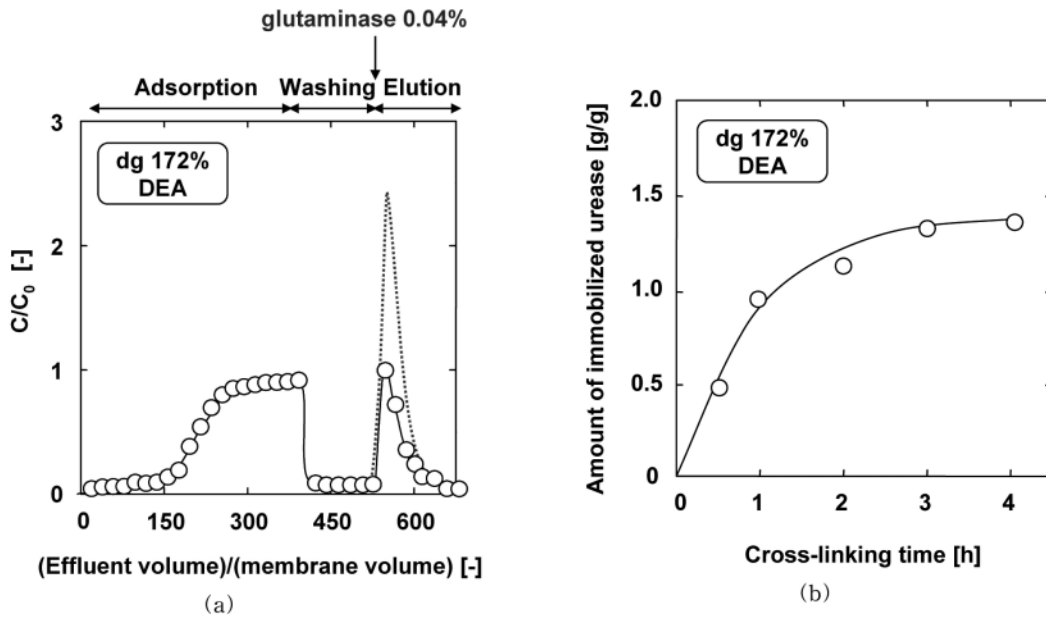 glutaminase 0.04%
Adsorption Washing Elution
dg 172%
DEA
3
2
1
0
C/C₀ [-]
0 150 300 450 600
(Effluent volume)/(membrane volume) [-]
(a)
dg 172%
DEA
2.0
1.5
1.0
0.5
0
Amount of immobilized urease [g/g]
0 1 2 3 4
Cross-linking time [h]
(b)